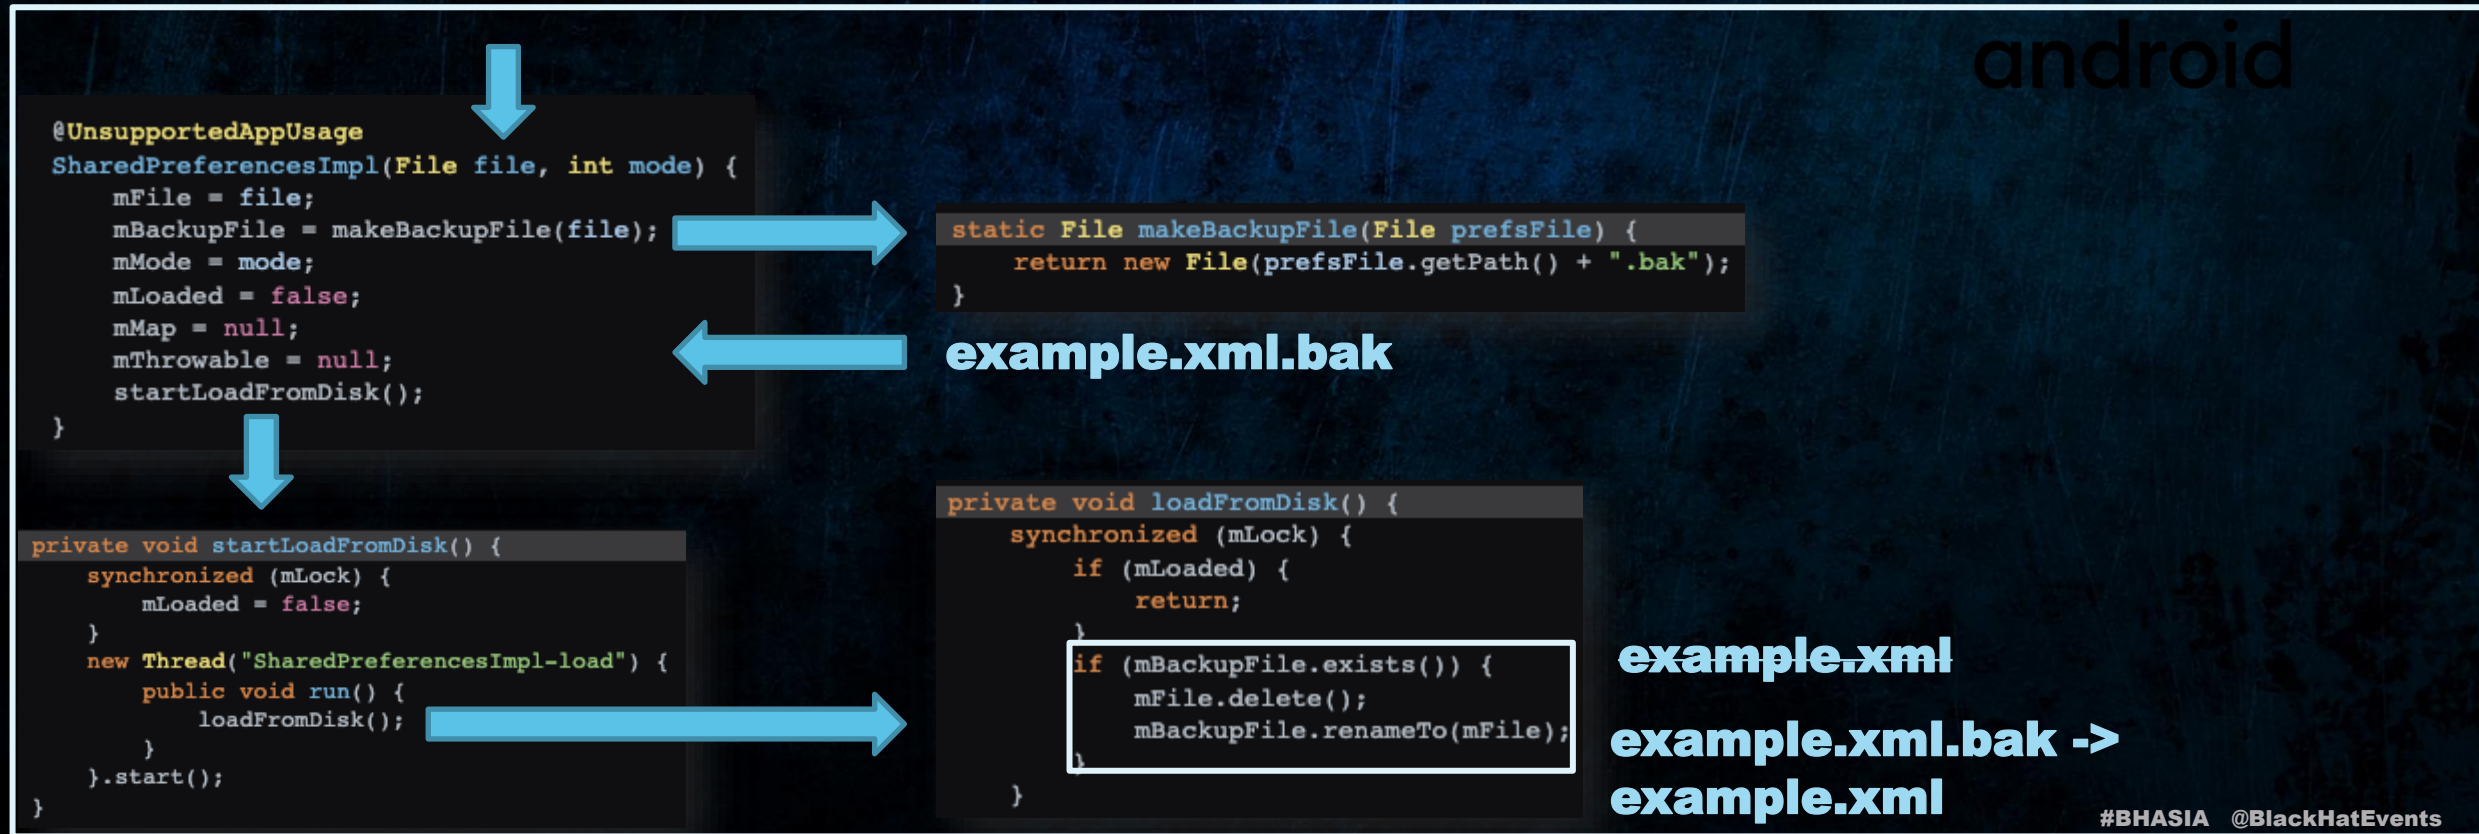 android
@UnsupportedAppUsage
SharedPreferencesImpl(File file, int mode) {
    mFile = file;
    mBackupFile = makeBackupFile(file);
    mMode = mode;
    mLoaded = false;
    mMap = null;
    mThrowable = null;
    startLoadFromDisk();
}
static File makeBackupFile(File prefsFile) {
    return new File(prefsFile.getPath() + ".bak");
}
example.xml.bak
private void startLoadFromDisk() {
    synchronized (mLock) {
        mLoaded = false;
    }
    new Thread("SharedPreferencesImpl-load") {
        public void run() {
            loadFromDisk();
        }
    }.start();
}
private void loadFromDisk() {
    synchronized (mLock) {
        if (mLoaded) {
            return;
        }
        if (mBackupFile.exists()) {
            mFile.delete();
            mBackupFile.renameTo(mFile);
        }
    }
example.xml
example.xml.bak ->
example.xml
#BHASIA @BlackHatEvents